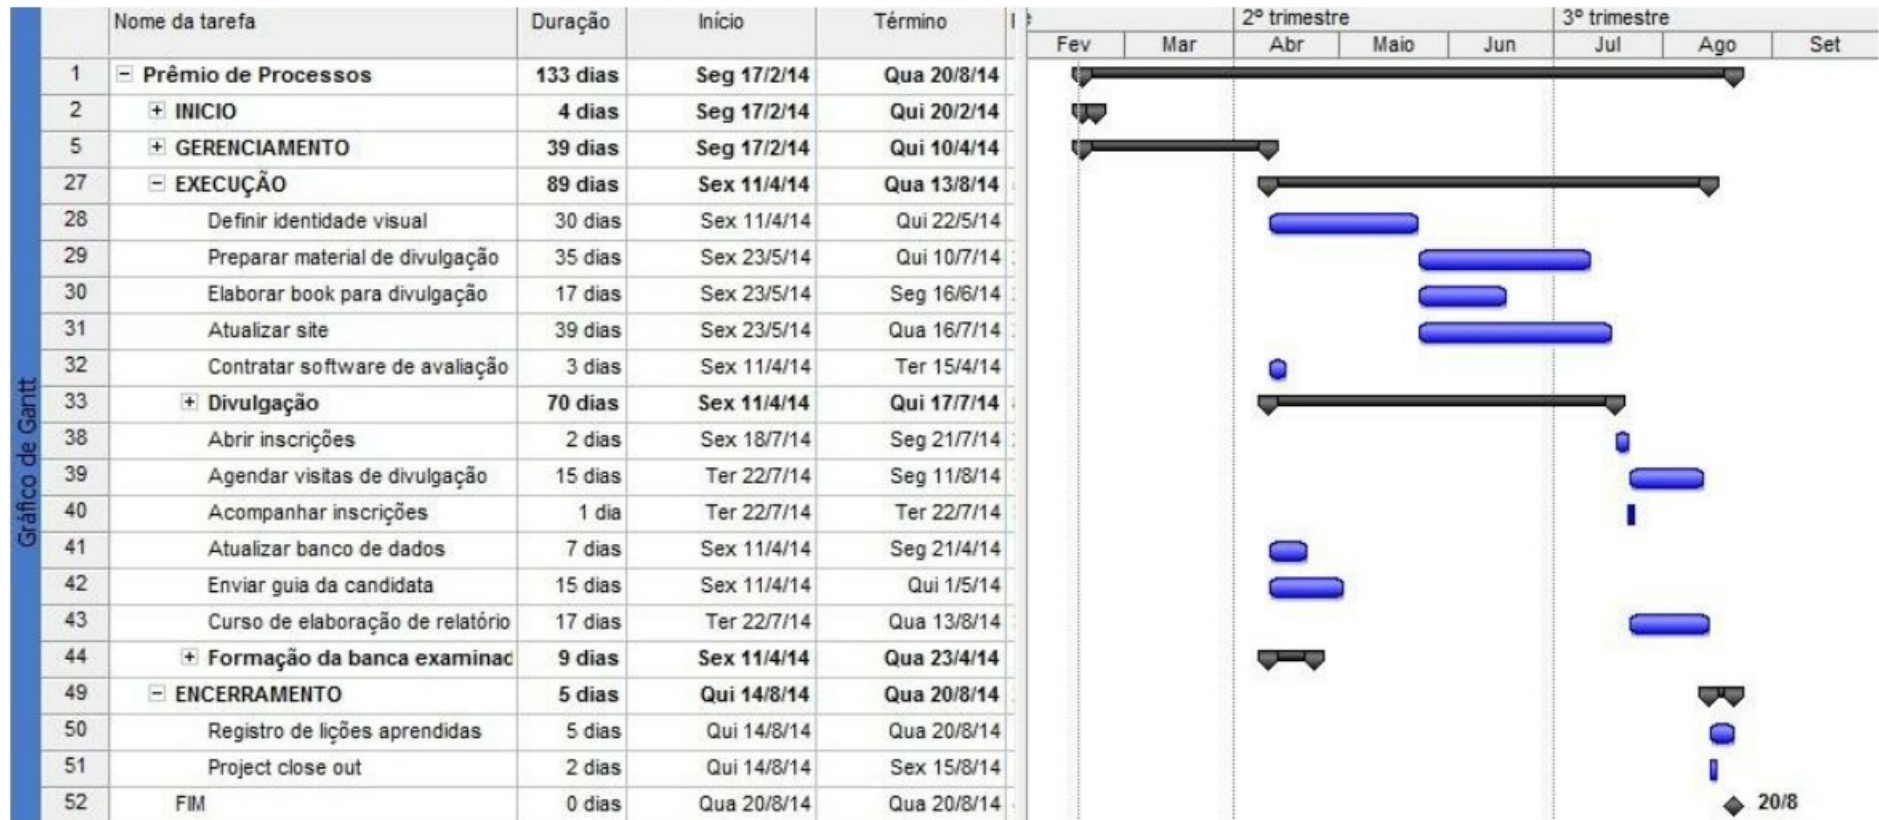 Gráfico de Gantt
Nome da tarefa Duração Início Término
2º trimestre 3º trimestre
Fev Mar Abr Maio Jun Jul Ago Set
1 Prêmio de Processos 133 dias Seg 17/2/14 Qua 20/8/14
2 INICIO 4 dias Seg 17/2/14 Qui 20/2/14
5 GERENCIAMENTO 39 dias Seg 17/2/14 Qui 10/4/14
27 EXECUÇÃO 89 dias Sex 11/4/14 Qua 13/8/14
28 Definir identidade visual 30 dias Sex 11/4/14 Qui 22/5/14
29 Preparar material de divulgação 35 dias Sex 23/5/14 Qui 10/7/14
30 Elaborar book para divulgação 17 dias Sex 23/5/14 Seg 16/6/14
31 Atualizar site 39 dias Sex 23/5/14 Qua 16/7/14
32 Contratar software de avaliação 3 dias Sex 11/4/14 Ter 15/4/14
33 Divulgação 70 dias Sex 11/4/14 Qui 17/7/14
38 Abrir inscrições 2 dias Sex 18/7/14 Seg 21/7/14
39 Agendar visitas de divulgação 15 dias Ter 22/7/14 Seg 11/8/14
40 Acompanhar inscrições 1 dia Ter 22/7/14 Ter 22/7/14
41 Atualizar banco de dados 7 dias Sex 11/4/14 Seg 21/4/14
42 Enviar guia da candidata 15 dias Sex 11/4/14 Qui 1/5/14
43 Curso de elaboração de relatório 17 dias Ter 22/7/14 Qua 13/8/14
44 Formação da banca examinad 9 dias Sex 11/4/14 Qua 23/4/14
49 ENCERRAMENTO 5 dias Qui 14/8/14 Qua 20/8/14
50 Registro de lições aprendidas 5 dias Qui 14/8/14 Qua 20/8/14
51 Project close out 2 dias Qui 14/8/14 Sex 15/8/14
52 FIM 0 dias Qua 20/8/14 Qua 20/8/14 20/8